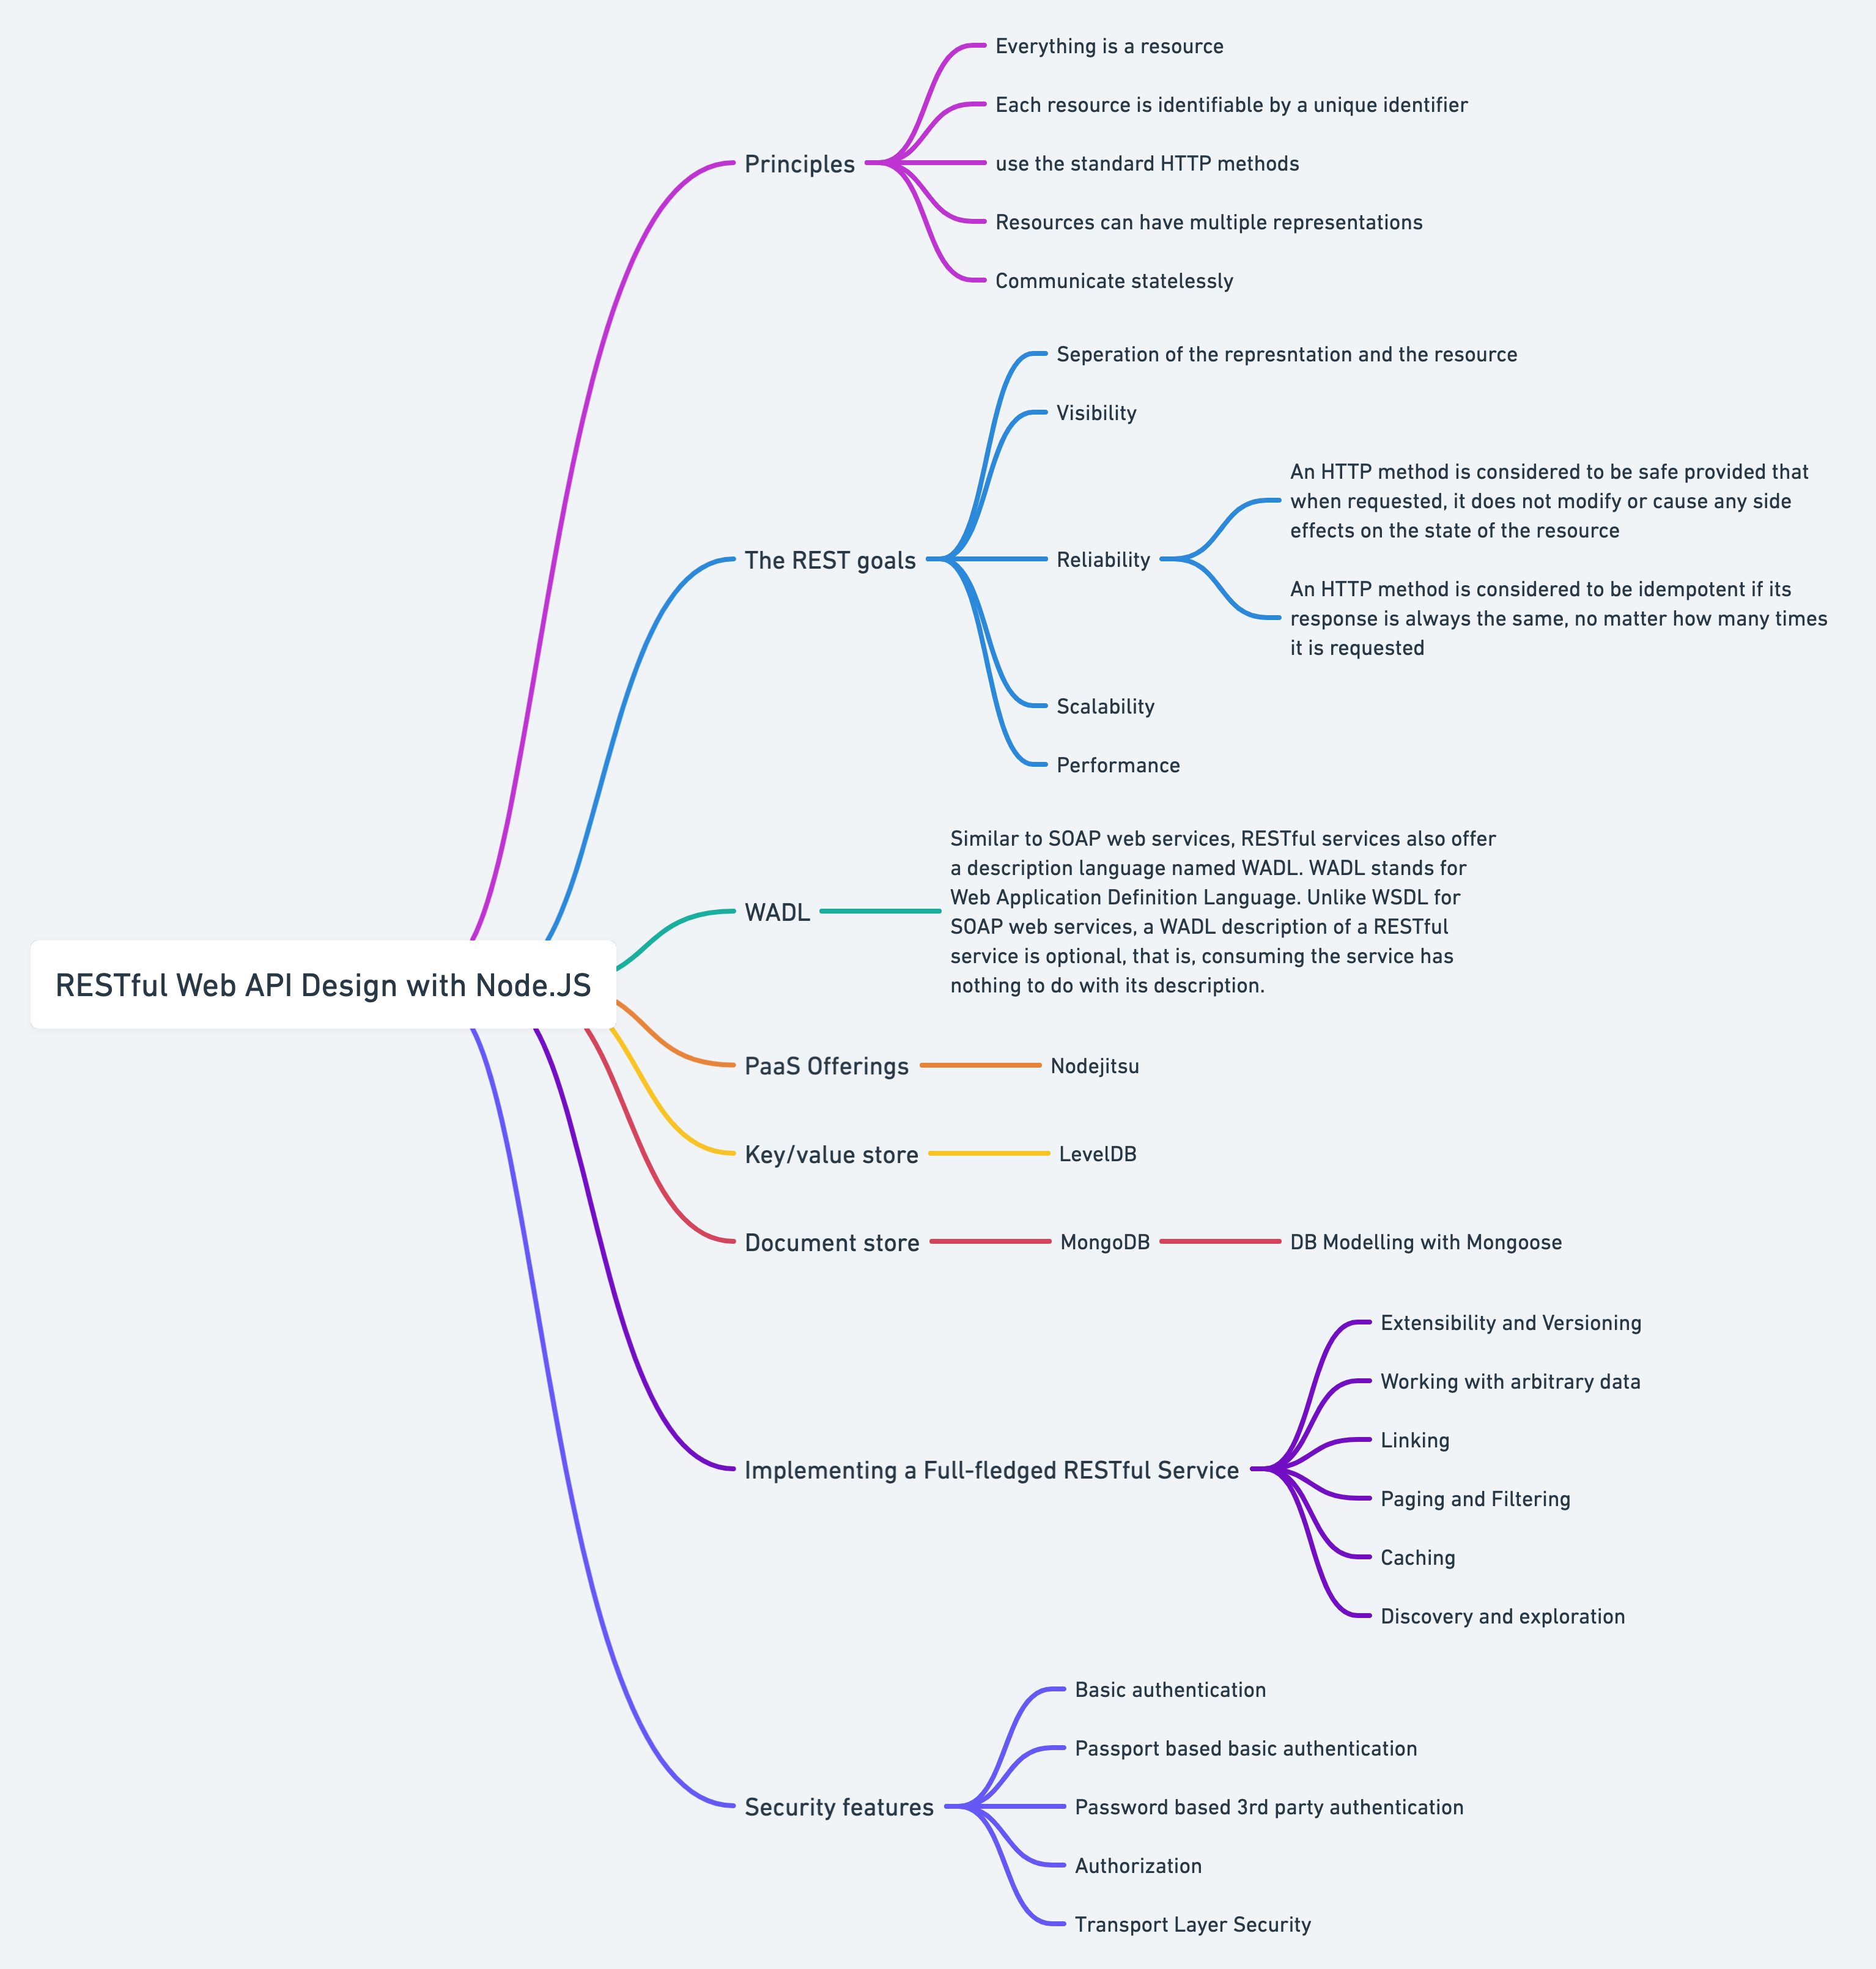 Everything is a resource
Each resource is identifiable by a unique identifier
Principles
use the standard HTTP methods
Resources can have multiple representations
Communicate statelessly
Seperation of the represntation and the resource
Visibility
An HTTP method is considered to be safe provided that
when requested, it does not modify or cause any side
effects on the state of the resource
The REST goals
Reliability
An HTTP method is considered to be idempotent if its
response is always the same, no matter how many times
it is requested
Scalability
Performance
Similar to SOAP web services, RESTful services also offer
a description language named WADL. WADL stands for
Web Application Definition Language. Unlike WSDL for
WADL
SOAP web services, a WADL description of a RESTful
service is optional, that is, consuming the service has
nothing to do with its description.
RESTful Web API Design with Node.JS
PaaS Offerings
Nodejitsu
Key/value store
LevelDB
Document store
MongoDB
DB Modelling with Mongoose
Extensibility and Versioning
Working with arbitrary data
Linking
Implementing a Full-fledged RESTful Service
Paging and Filtering
Caching
Discovery and exploration
Basic authentication
Passport based basic authentication
Security features
Password based 3rd party authentication
Authorization
Transport Layer Security